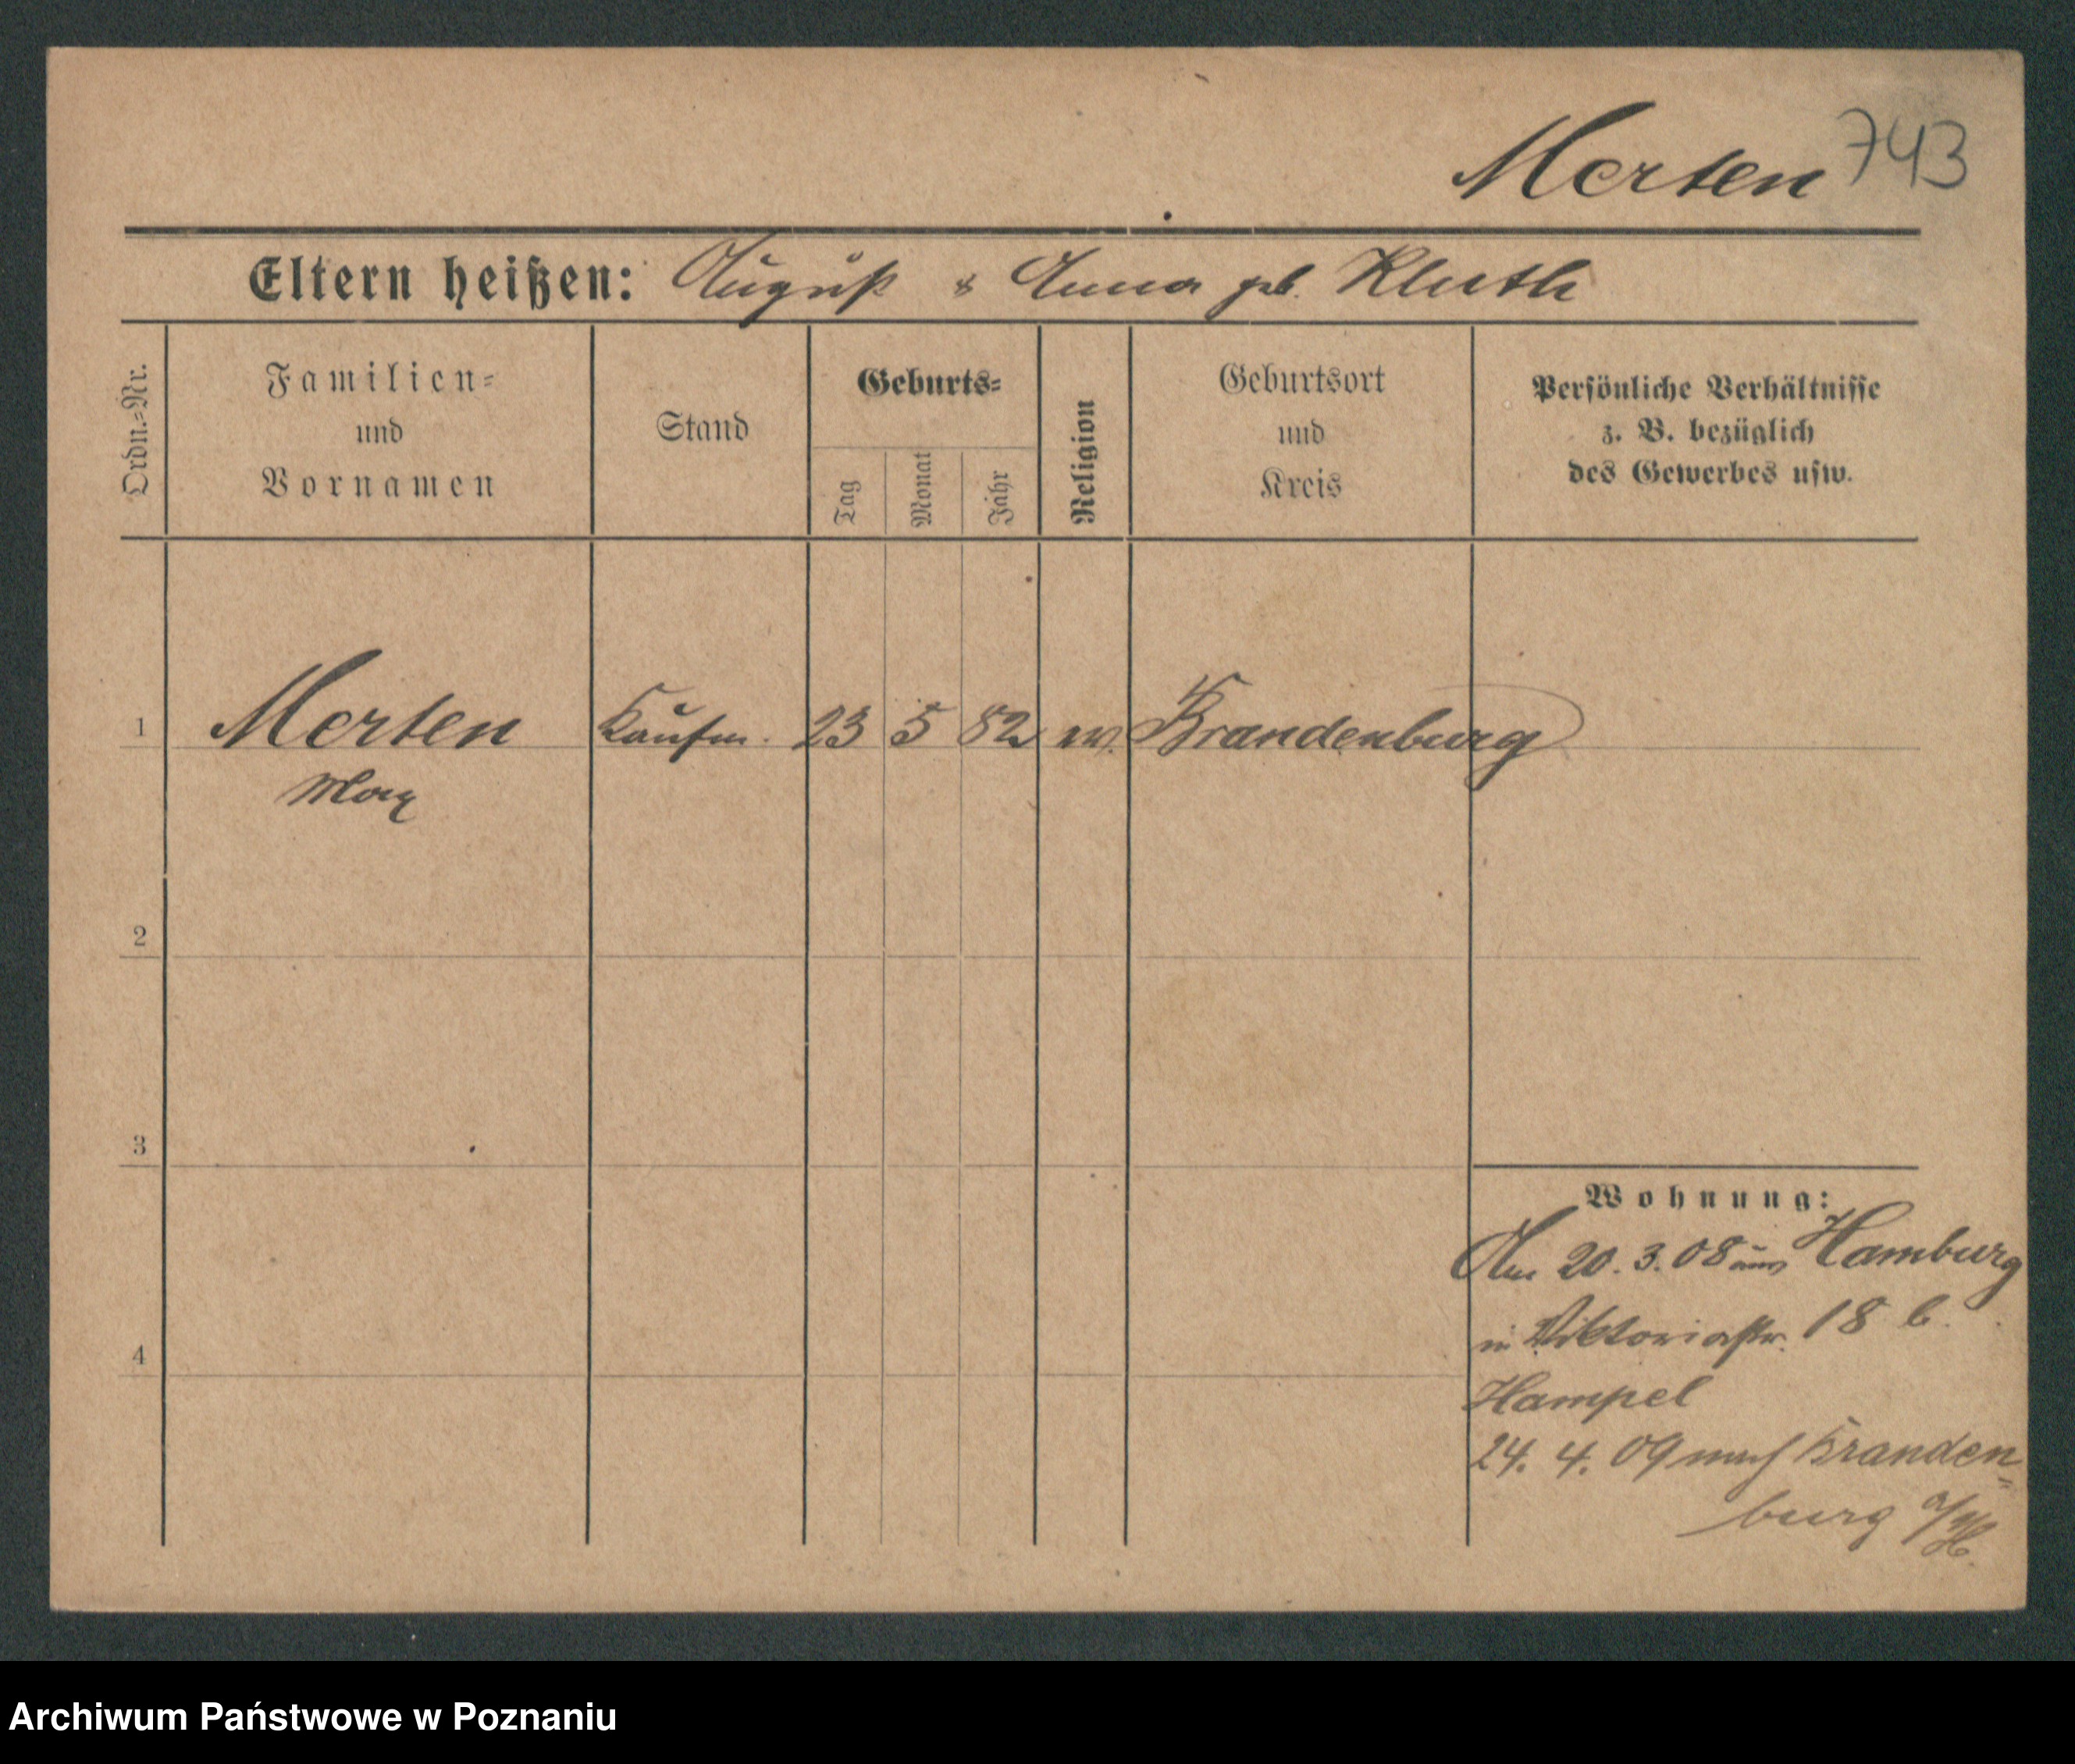 Merten 743
Eltern heißen: August & Anna geb. Kluth
Ordn.=Nr.
Familien=
und
Vornamen
Stand
Geburts=
Tag
Monat
Jahr
Religion
Geburtsort
und
Kreis
Persönliche Verhältnisse
z. B. bezüglich
des Gewerbes usw.
1 Merten Kaufm. 23 5 82 ev. Brandenburg
Max
2
3
4
Wohnung:
Am 20. 3. 08 aus Hamburg
in Viktoriastr. 18 b.
Hampel
24. 4. 09 nach Branden=
burg a/H.
Archiwum Państwowe w Poznaniu